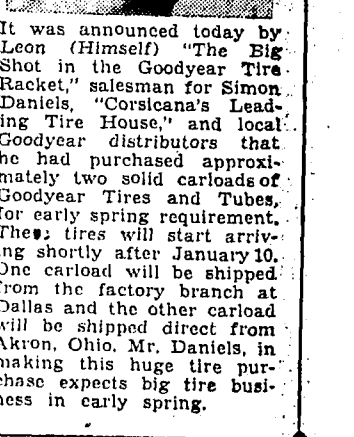 It was announced today by
Leon (Himself) "The Big
Shot in the Goodyear Tire
Racket," salesman for Simon
Daniels, "Corsicana's Lead-
ing Tire House," and local
Goodyear distributors that
he had purchased approxi-
mately two solid carloads of
Goodyear Tires and Tubes,
for early spring requirement.
The tires will start arriv-
ing shortly after January 10.
One carload will be shipped
from the factory branch at
Dallas and the other carload
will be shipped direct from
Akron, Ohio. Mr. Daniels, in
making this huge tire pur-
chase expects big tire busi-
ness in early spring.